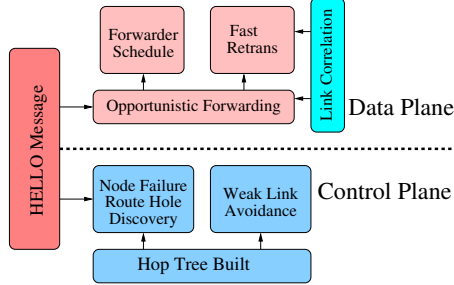 Forwarder
Schedule
Fast
Retrans
Link Correlation
Opportunistic Forwarding
Data Plane
HELLO Message
Node Failure
Route Hole
Discovery
Weak Link
Avoidance
Control Plane
Hop Tree Built